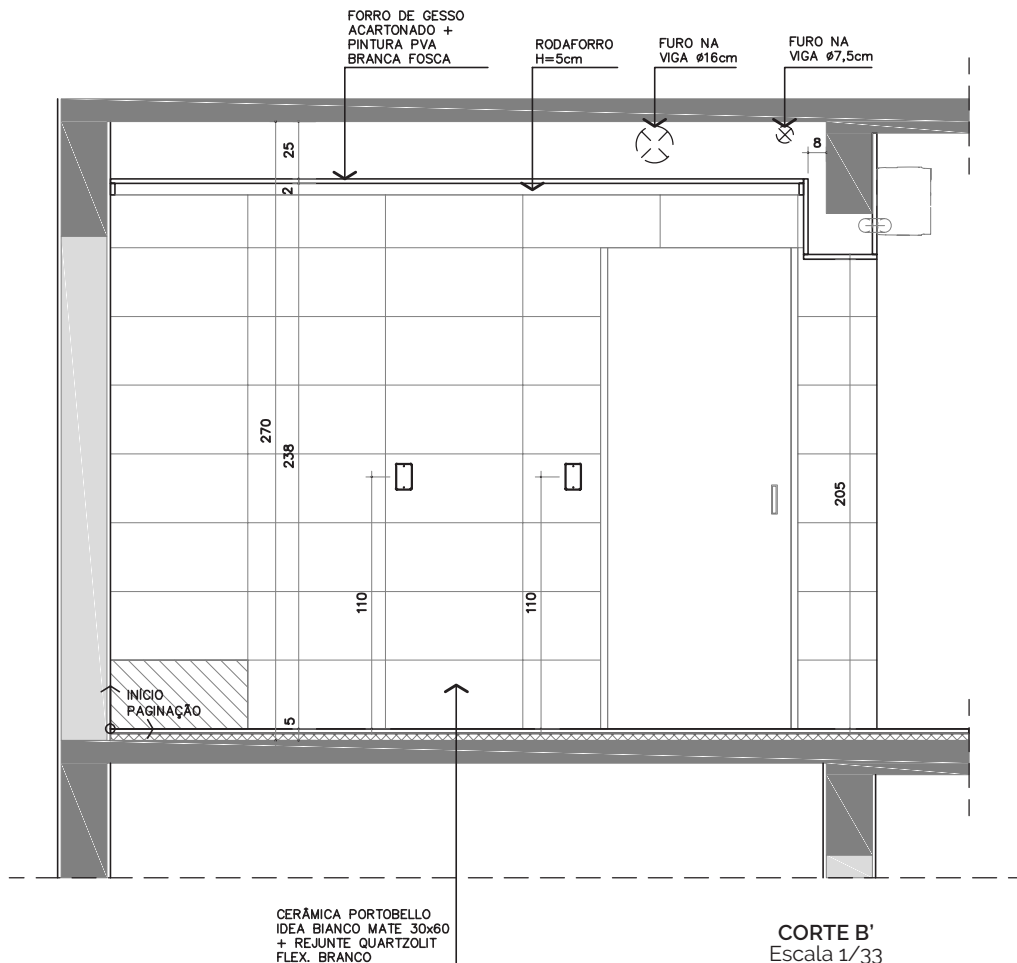 FORRO DE GESSO
ACARTONADO +
PINTURA PVA
BRANCA FOSCA
RODAFORRO
H=5cm
FURO NA
VIGA ø16cm
FURO NA
VIGA ø7,5cm
25
2
8
270
238
205
110
110
INÍCIO
PAGINAÇÃO
5
CERÂMICA PORTOBELLO
IDEA BIANCO MATE 30x60
+ REJUNTE QUARTZOLIT
FLEX. BRANCO
CORTE B'
Escala 1/33